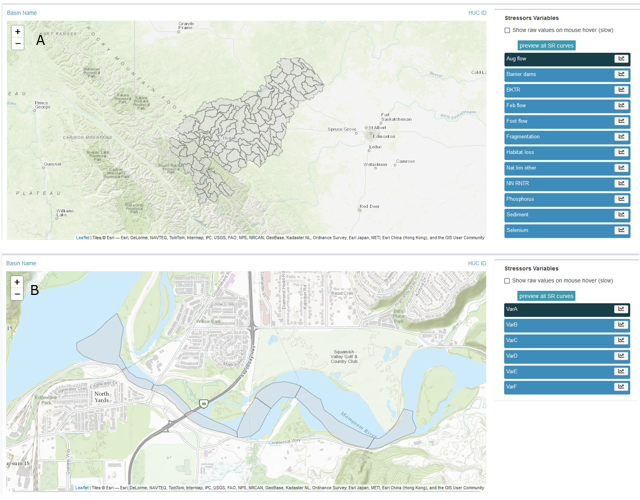 Basin Name
HUC ID
A
+
−
Prince
George
Quesnel
PLATEAU
Williams
Lake
Fort
Saskatchewan
Spruce Grove
St Albert
Edmonton
Leduc
Wetaskiwin
Camrose
Red Deer
Cold L
Leaflet | Tiles © Esri — Esri, DeLorme, NAVTEQ, TomTom, Intermap, iPC, USGS, FAO, NPS, NRCAN, GeoBase, Kadaster NL, Ordnance Survey, Esri Japan, METI, Esri China (Hong Kong), and the GIS User Community
Stressors Variables
Show raw values on mouse hover (slow)
preview all SR curves
Aug flow
Barrier dams
BKTR
Feb flow
Foot flow
Fragmentation
Habitat loss
Nat lim other
NN RNTR
Phosphorus
Sediment
Selenium
Basin Name
HUC ID
B
+
−
North
Yards
99
Squamish
Valley Golf &
Country Club
Mamquam River
Leaflet | Tiles © Esri — Esri, DeLorme, NAVTEQ, TomTom, Intermap, iPC, USGS, FAO, NPS, NRCAN, GeoBase, Kadaster NL, Ordnance Survey, Esri Japan, METI, Esri China (Hong Kong), and the GIS User Community
Stressors Variables
Show raw values on mouse hover (slow)
preview all SR curves
VarA
VarB
VarC
VarD
VarE
VarF